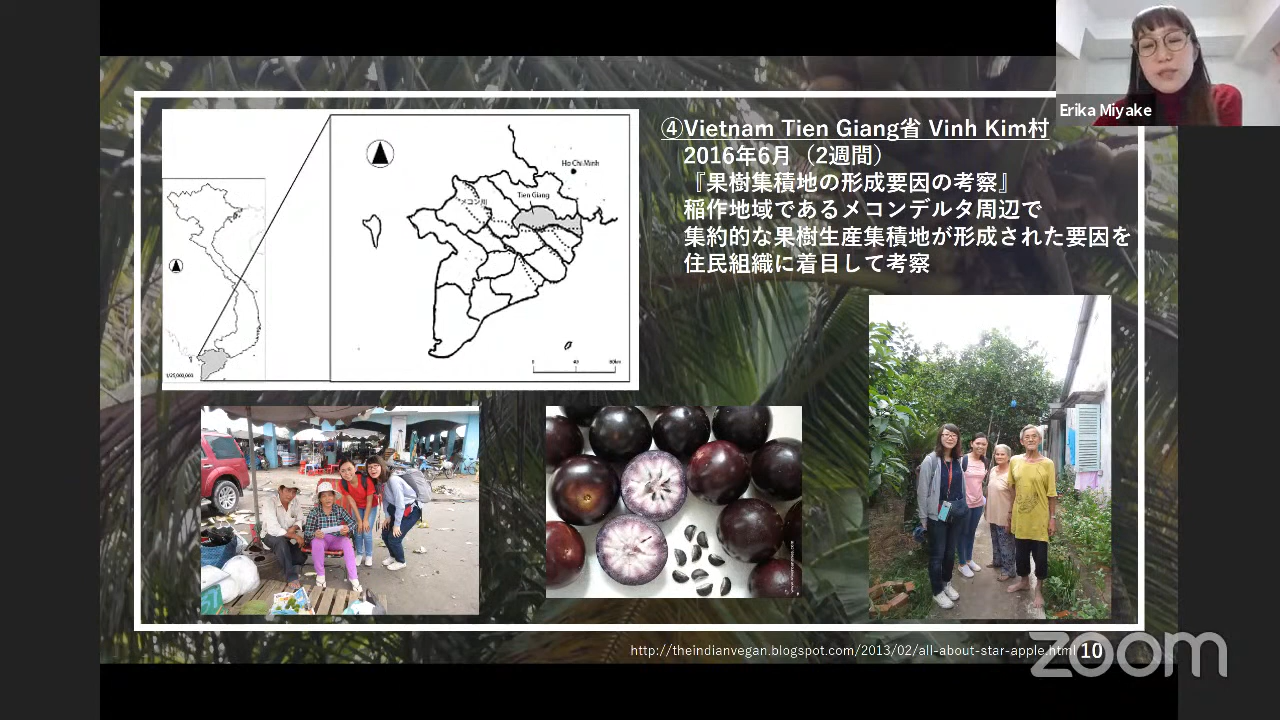 Erika Miyake
④Vietnam Tien Giang省 Vinh Kim村
2016年6月（2週間）
『果樹集積地の形成要因の考察』
稲作地域であるメコンデルタ周辺で
集約的な果樹生産集積地が形成された要因を
住民組織に着目して考察
Ho Chi Minh
Tien Giang
メコン川
1/25,000,000
http://theindianvegan.blogspot.com/2013/02/all-about-star-apple.html
10
zoom